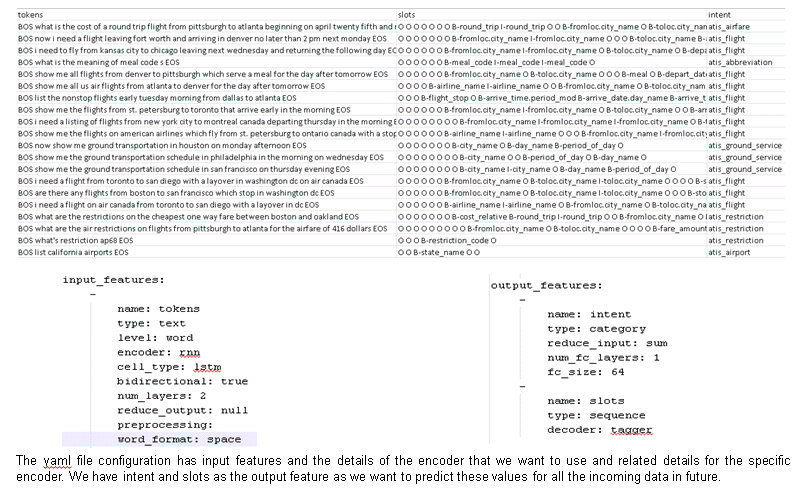 tokens slots intent
BOS what is the cost of a round trip flight from pittsburgh to atlanta beginning on april twenty fifth and r O O O O O O O B-round_trip I-round_trip O O B-fromloc.city_name O B-toloc.city_nam atis_airfare
BOS now i need a flight leaving fort worth and arriving in denver no later than 2 pm next monday EOS O O O O O O O B-fromloc.city_name I-fromloc.city_name O O O B-toloc.city_name B- atis_flight
BOS i need to fly from kansas city to chicago leaving next wednesday and returning the following day EC O O O O O O B-fromloc.city_name I-fromloc.city_name O B-toloc.city_name O B-depa atis_flight
BOS what is the meaning of meal code s EOS O O O O O O B-meal_code I-meal_code I-meal_code O atis_abbreviation
BOS show me all flights from denver to pittsburgh which serve a meal for the day after tomorrow EOS O O O O O O B-fromloc.city_name O B-toloc.city_name O O O B-meal O B-depart_dat atis_flight
BOS show me all us air flights from atlanta to denver for the day after tomorrow EOS O O O O B-airline_name I-airline_name O O B-fromloc.city_name O B-toloc.city_nam atis_flight
BOS list the nonstop flights early tuesday morning from dallas to atlanta EOS O O O B-flight_stop O B-arrive_time.period_mod B-arrive_date.day_name B-arrive_t atis_flight
BOS show me the flights from st. petersburg to toronto that arrive early in the morning EOS O O O O O O B-fromloc.city_name I-fromloc.city_name O B-toloc.city_name O B-arr atis_flight
BOS i need a listing of flights from new york city to montreal canada departing thursday in the morning E O O O O O O O O B-fromloc.city_name I-fromloc.city_name I-fromloc.city_name O B- atis_flight
BOS show me the flights on american airlines which fly from st. petersburg to ontario canada with a stop O O O O O O B-airline_name I-airline_name O O O B-fromloc.city_name I-fromloc.city atis_flight
BOS now show me ground transportation in houston on monday afternoon EOS O O O O O O O B-city_name O B-day_name B-period_of_day O atis_ground_service
BOS show me the ground transportation schedule in philadelphia in the morning on wednesday EOS O O O O O O O O B-city_name O O B-period_of_day O B-day_name O atis_ground_service
BOS show me the ground transportation schedule in san francisco on thursday evening EOS O O O O O O O O B-city_name I-city_name O B-day_name B-period_of_day O atis_ground_service
BOS i need a flight from toronto to san diego with a layover in washington dc on air canada EOS O O O O O O B-fromloc.city_name O B-toloc.city_name I-toloc.city_name O O O O B-s atis_flight
BOS are there any flights from boston to san francisco which stop in washington dc EOS O O O O O O B-fromloc.city_name O B-toloc.city_name I-toloc.city_name O O O B-sto atis_flight
BOS i need a flight on air canada from toronto to san diego with a layover in dc EOS O O O O O O B-airline_name I-airline_name O B-fromloc.city_name O B-toloc.city_n atis_flight
BOS what are the restrictions on the cheapest one way fare between boston and oakland EOS O O O O O O O B-cost_relative B-round_trip I-round_trip O O B-fromloc.city_name O I atis_restriction
BOS what are the air restrictions on flights from pittsburgh to atlanta for the airfare of 416 dollars EOS O O O O O O O O O B-fromloc.city_name O B-toloc.city_name O O O O B-fare_amount atis_restriction
BOS what's restriction ap68 EOS O O O B-restriction_code O atis_restriction
BOS list california airports EOS O O B-state_name O O atis_airport
input_features:
-
name: tokens
type: text
level: word
encoder: rnn
cell_type: lstm
bidirectional: true
num_layers: 2
reduce_output: null
preprocessing:
word_format: space
output_features:
-
name: intent
type: category
reduce_input: sum
num_fc_layers: 1
fc_size: 64
-
name: slots
type: sequence
decoder: tagger
The yaml file configuration has input features and the details of the encoder that we want to use and related details for the specific
encoder. We have intent and slots as the output feature as we want to predict these values for all the incoming data in future.